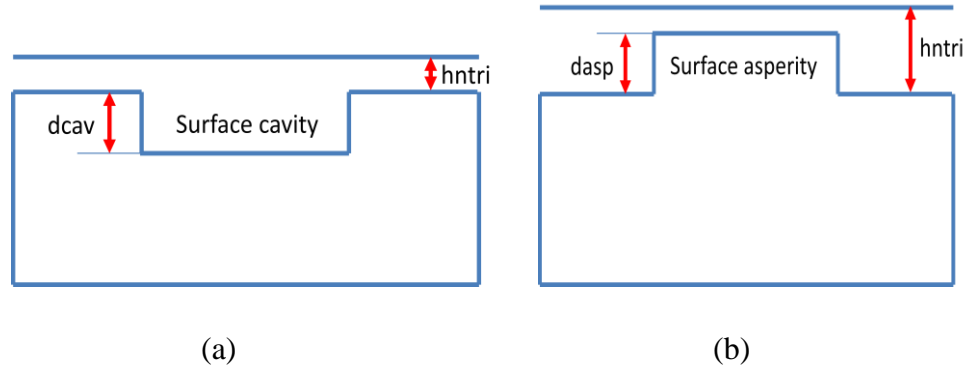 hntri
dcav
Surface cavity
(a)
hntri
dasp
Surface asperity
(b)